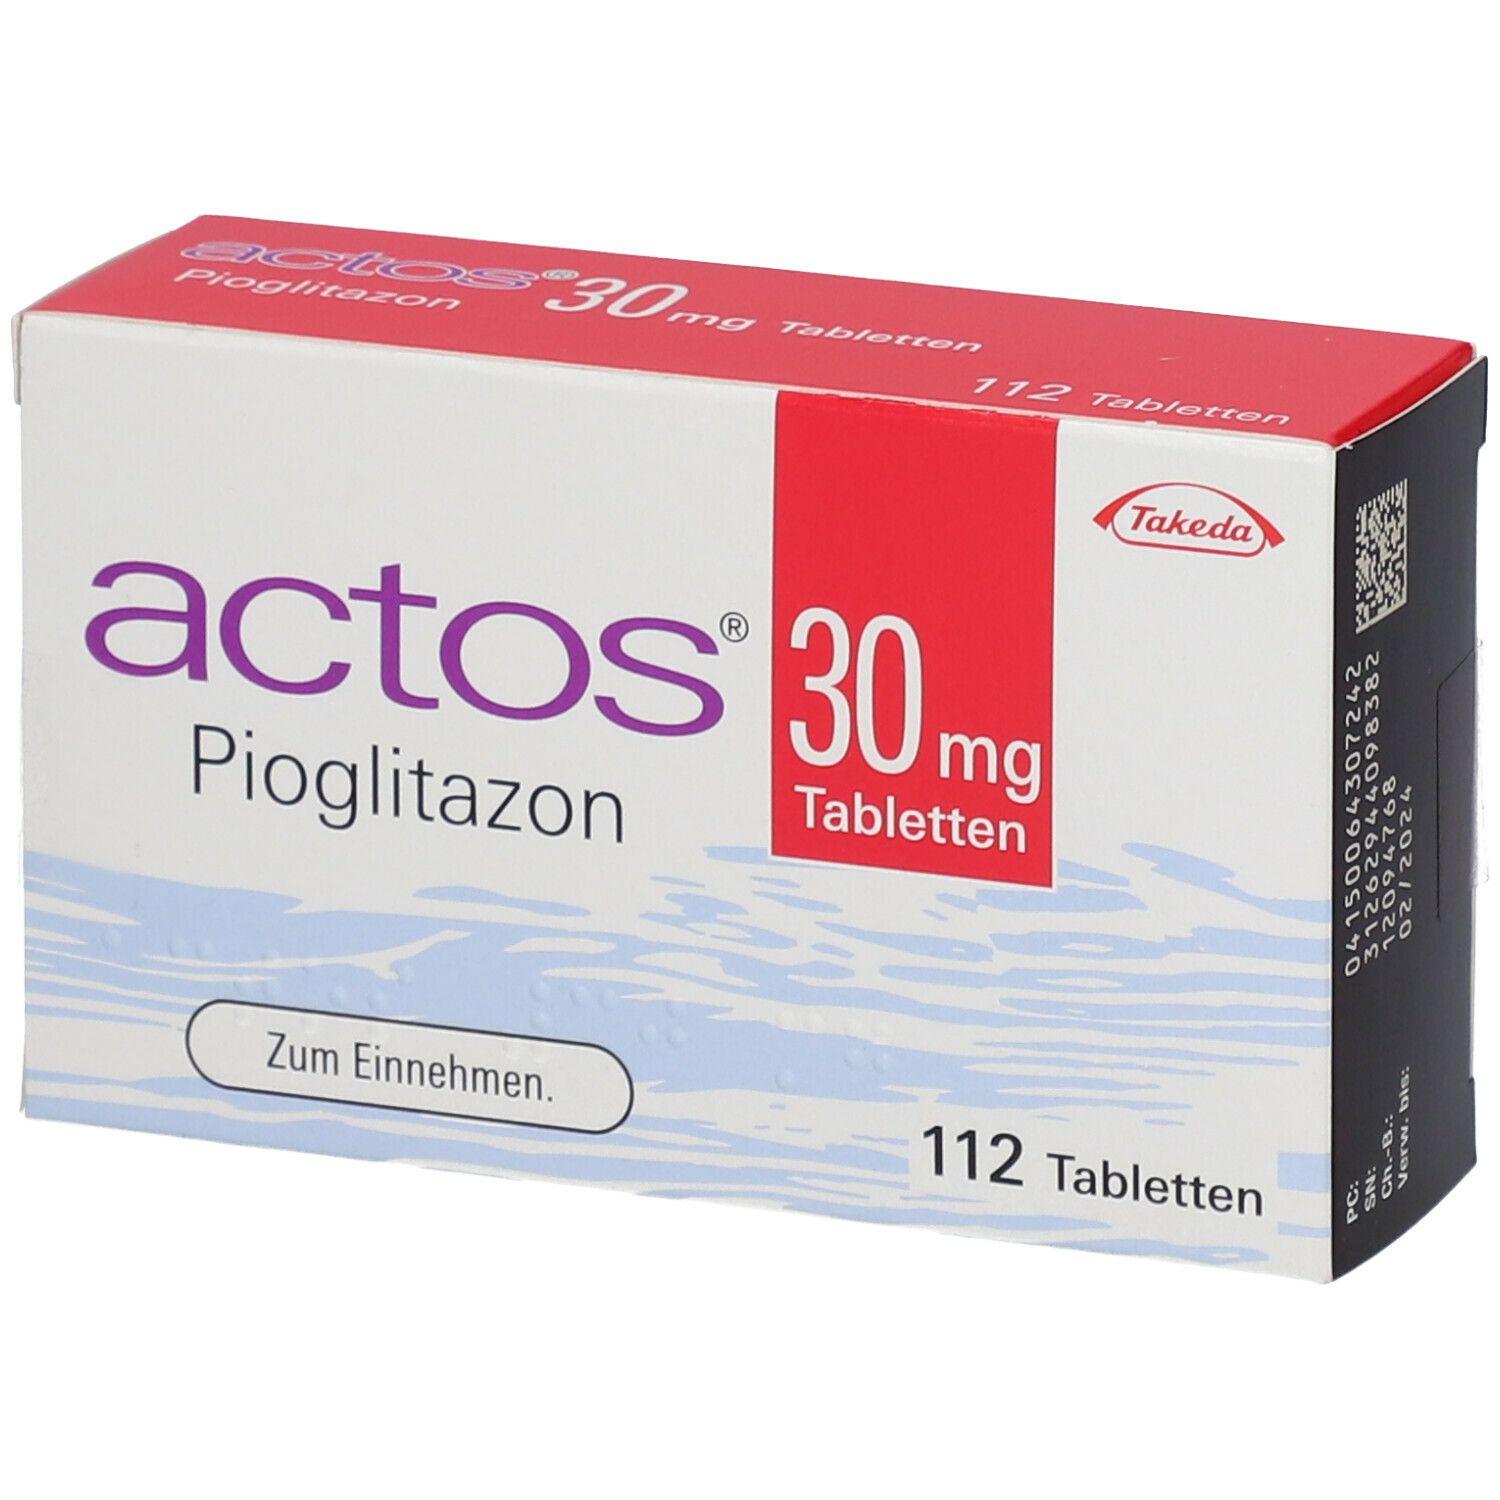 actos® 30 mg Tabletten
Pioglitazon
112 Tabletten
Takeda
actos®
Pioglitazon
30 mg
Tabletten
Zum Einnehmen.
112 Tabletten
PC: 04150064307242
SN: 31262944098382
Ch.-B.: 12094768
Verw. bis: 02/2024